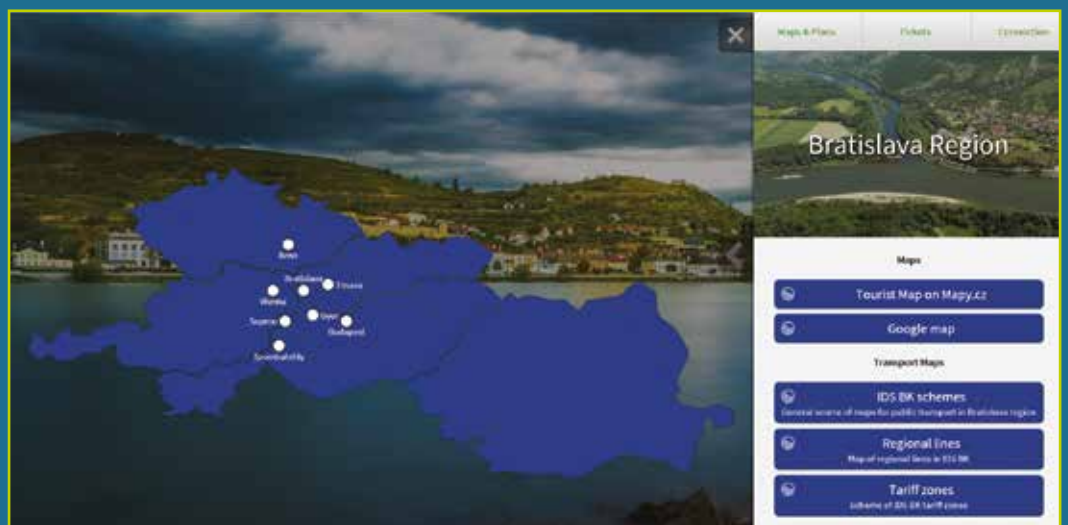 Maps & Plans
Tickets
Connection
Bratislava Region
Brno
Bratislava
Trnava
Vienna
Sopron
Győr
Budapest
Szombathely
Maps
Tourist Map on Mapy.cz
Google map
Transport Maps
IDS BK schemes
General source of maps for public transport in Bratislava region
Regional lines
Map of regional lines in IDS BK
Tariff zones
Scheme of IDS BK tariff zones